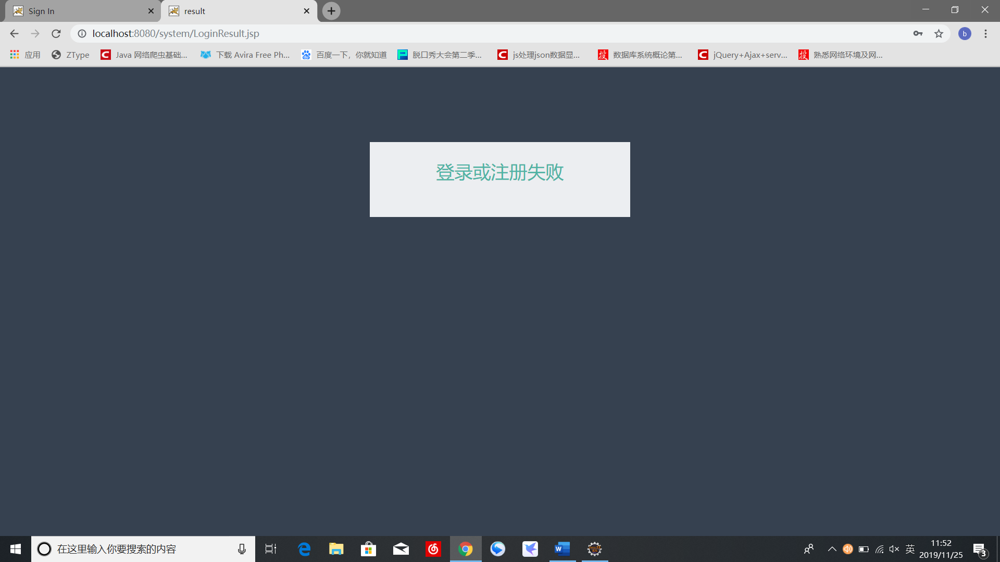 Sign In
result
localhost:8080/system/LoginResult.jsp
b
应用
ZType
Java 网络爬虫基础...
下载 Avira Free Ph...
百度一下，你就知道
脱口秀大会第二季...
js处理json数据显...
数据库系统概论第...
jQuery+Ajax+serv...
熟悉网络环境及网...
登录或注册失败
在这里输入你要搜索的内容
英
11:52
2019/11/25
3